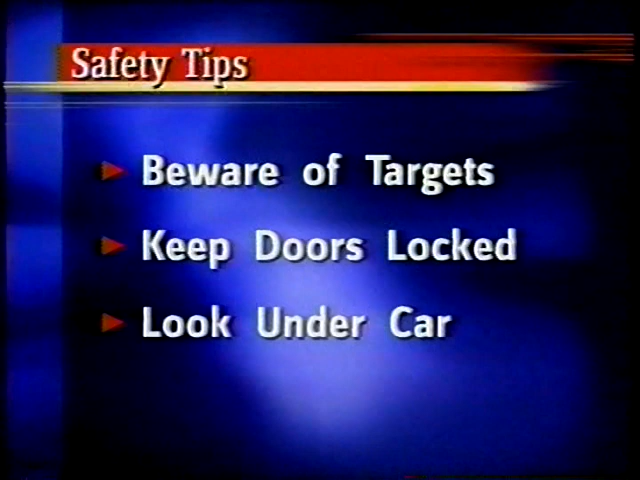 Safety Tips
Beware of Targets
Keep Doors Locked
Look Under Car